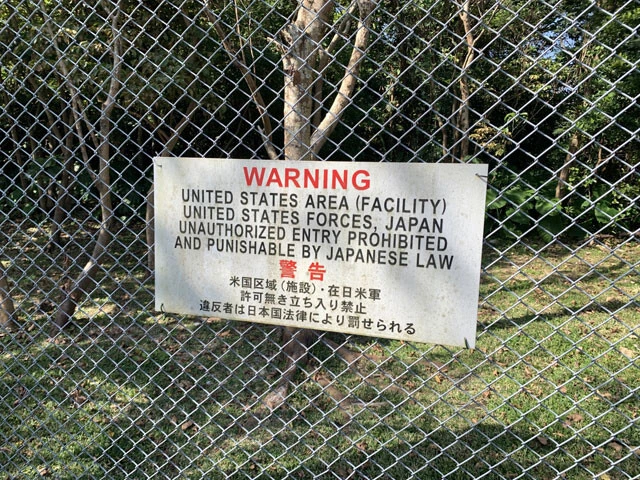 WARNING
UNITED STATES AREA (FACILITY)
UNITED STATES FORCES, JAPAN
UNAUTHORIZED ENTRY PROHIBITED
AND PUNISHABLE BY JAPANESE LAW
警告
米国区域(施設)・在日米軍
許可無き立ち入り禁止
違反者は日本国法律により罰せられる